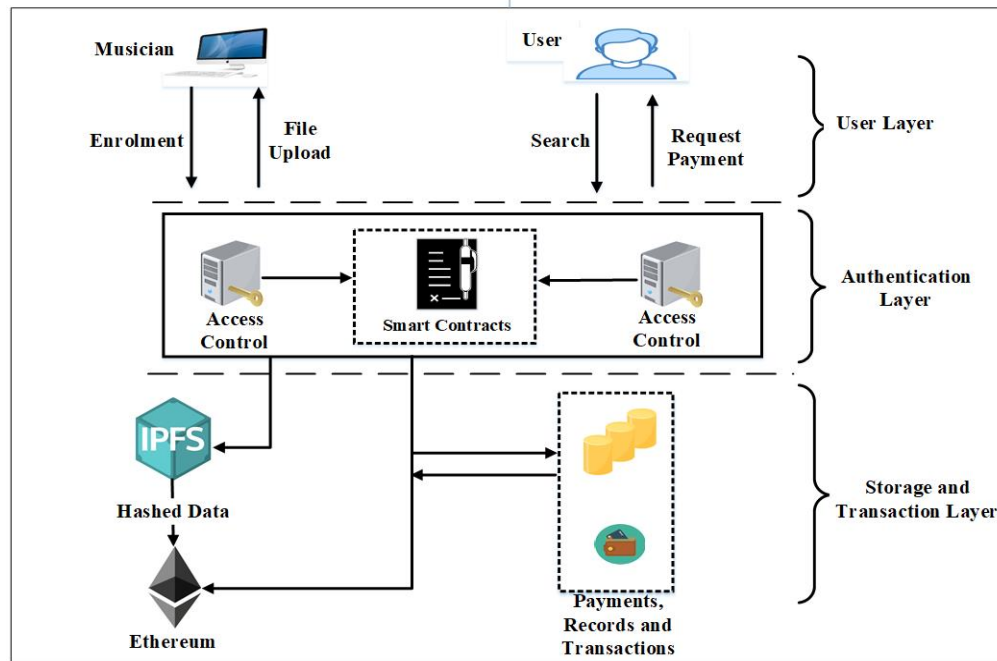 Musician
User
Enrolment
File
Upload
Search
Request
Payment
User Layer
Access
Control
Smart Contracts
Access
Control
Authentication
Layer
IPFS
Hashed Data
Ethereum
Payments,
Records and
Transactions
Storage and
Transaction Layer